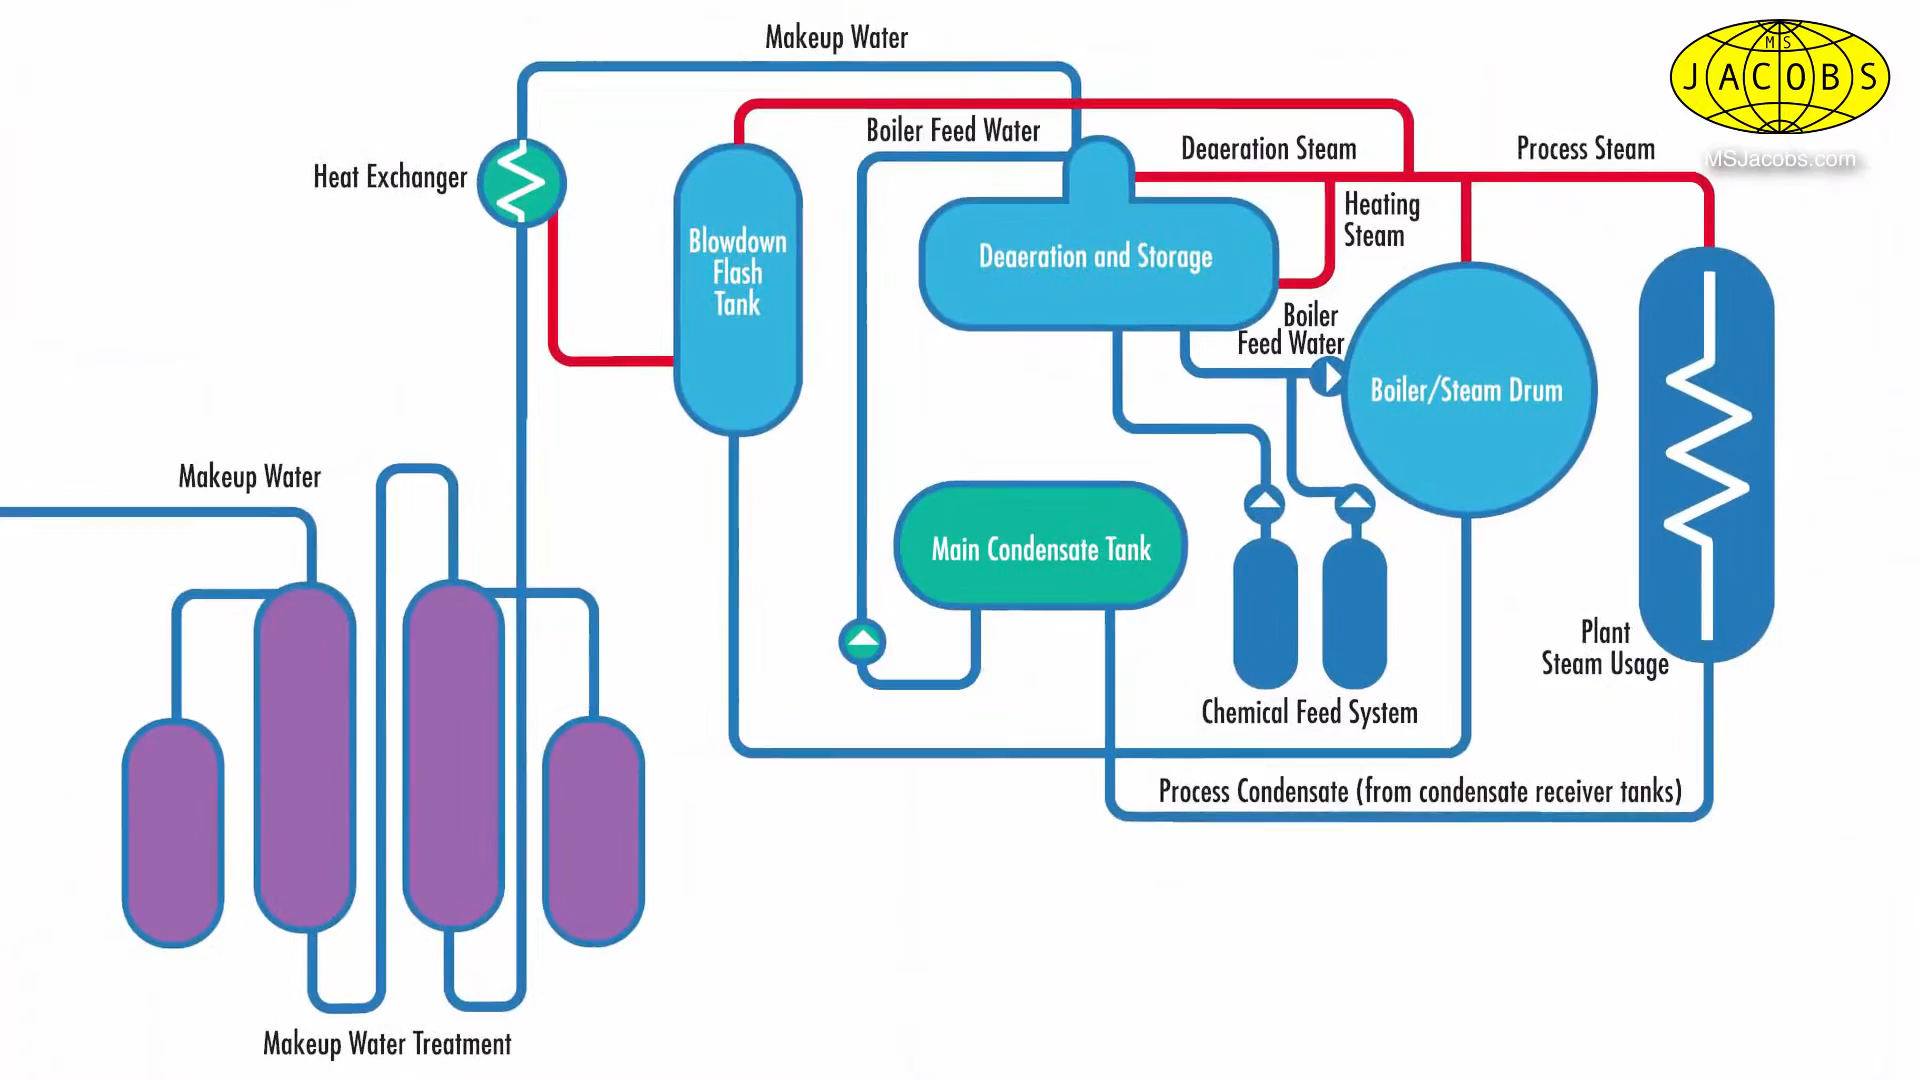 Makeup Water
M S
JACOBS
MSJacobs.com
Boiler Feed Water
Deaeration Steam
Process Steam
Heat Exchanger
Heating
Steam
Blowdown
Flash
Tank
Deaeration and Storage
Boiler
Feed Water
Boiler/Steam Drum
Makeup Water
Main Condensate Tank
Plant
Steam Usage
Chemical Feed System
Process Condensate (from condensate receiver tanks)
Makeup Water Treatment